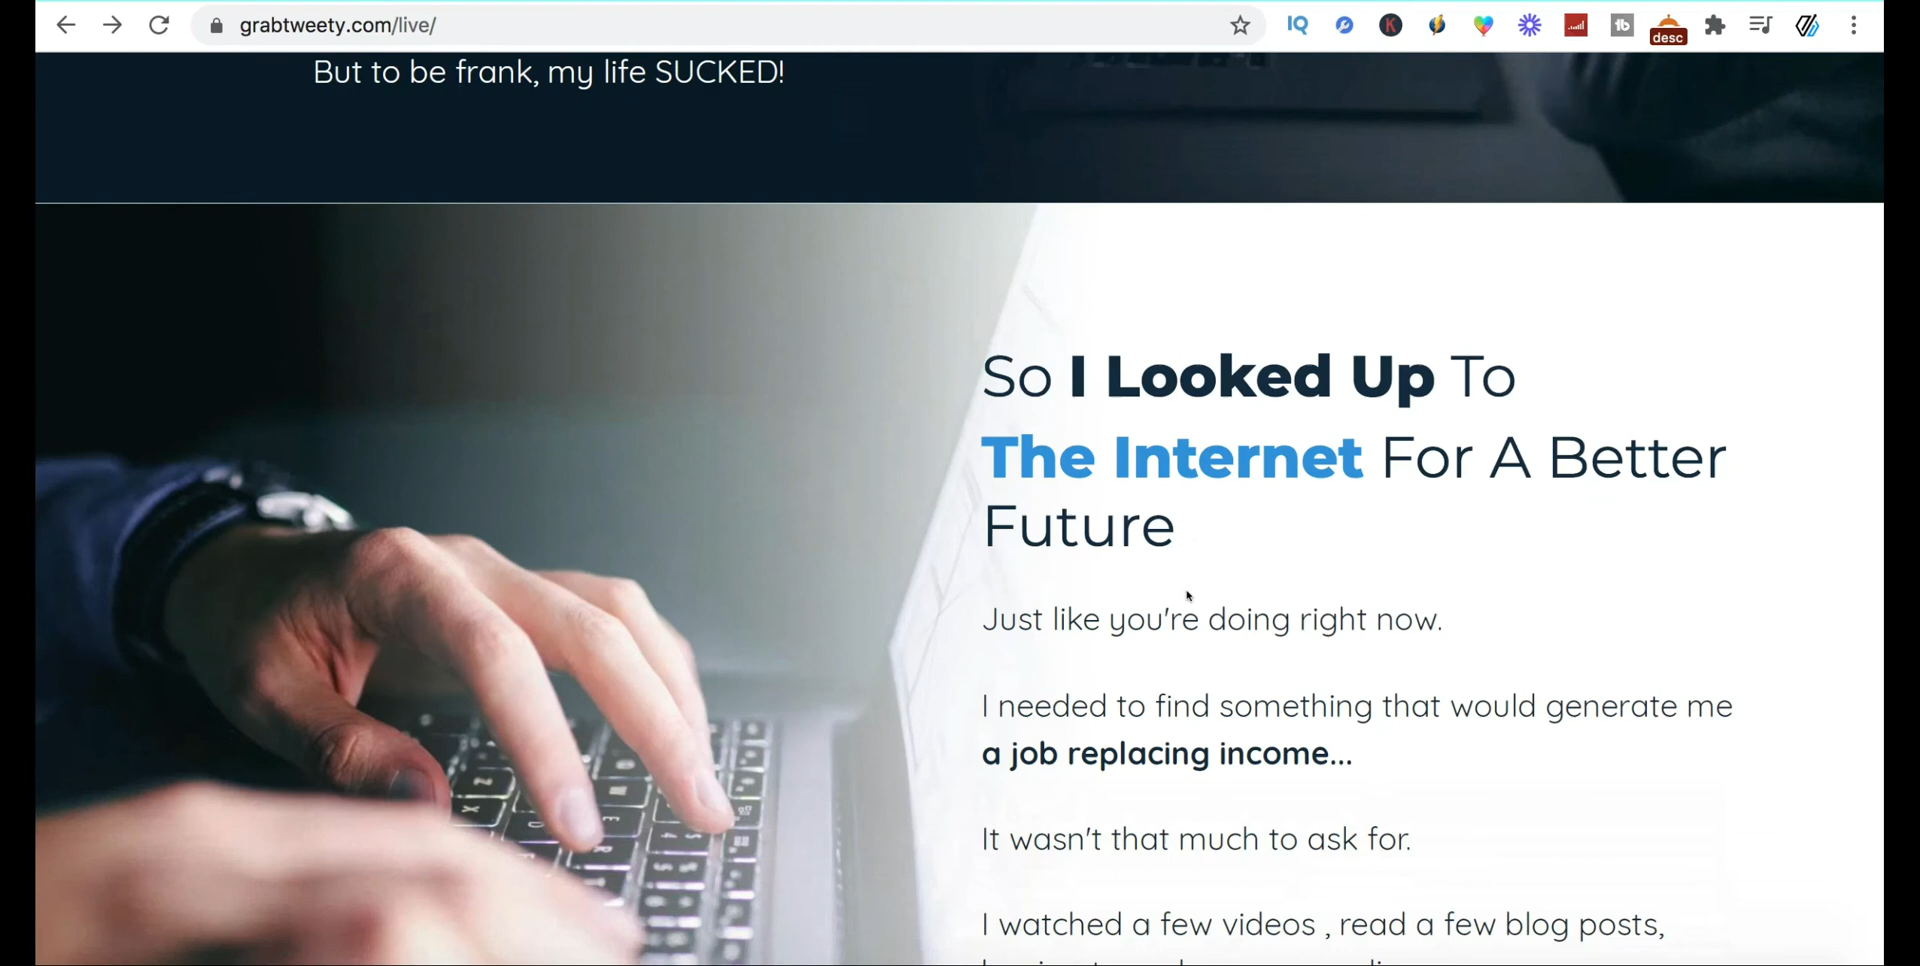 grabtweety.com/live/
desc
But to be frank, my life SUCKED!
So I Looked Up To
The Internet For A Better
Future
Just like you're doing right now.
I needed to find something that would generate me
a job replacing income...
It wasn't that much to ask for.
I watched a few videos , read a few blog posts,